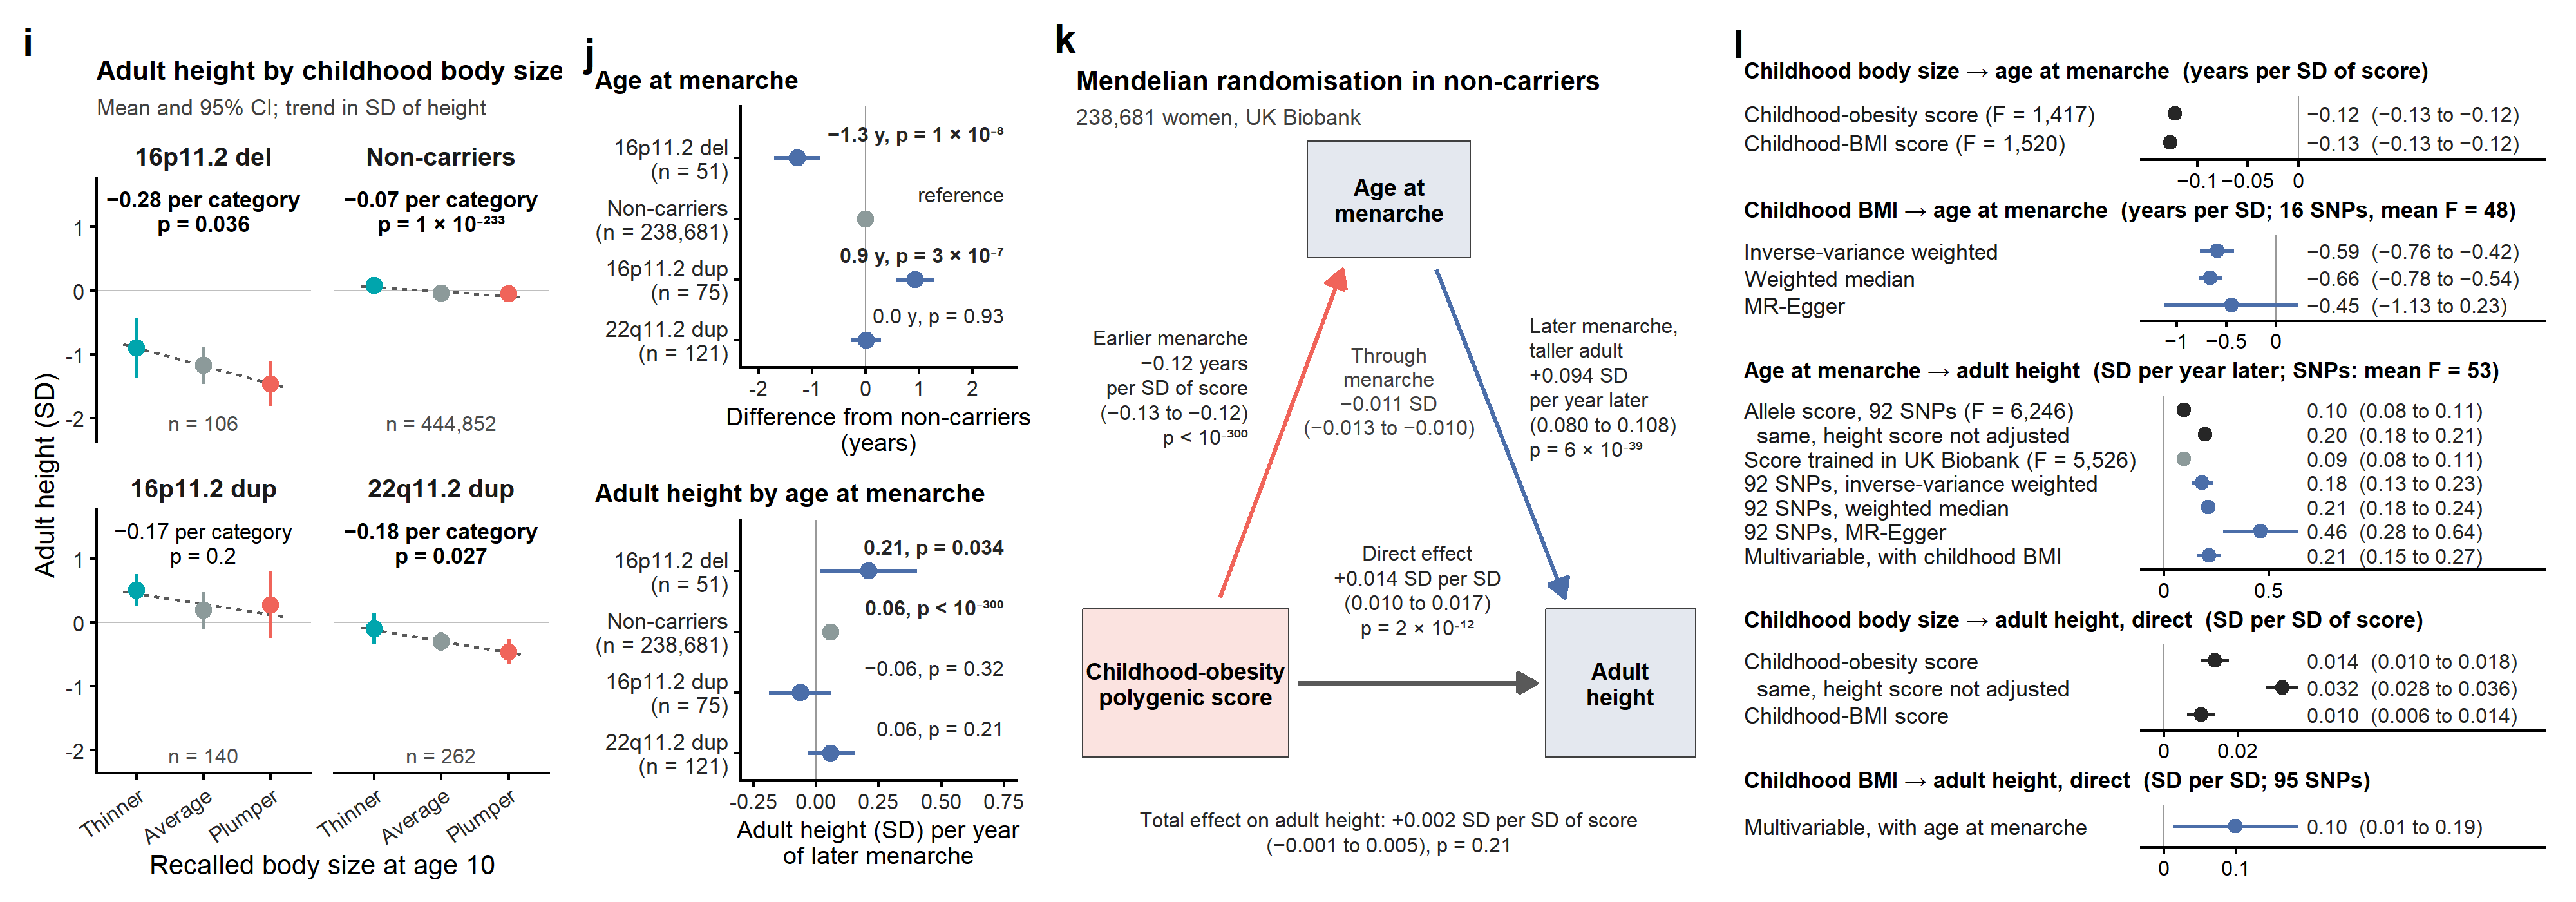 i
Adult height by childhood body size
Mean and 95% CI; trend in SD of height
16p11.2 del
−0.28 per category
p = 0.036
n = 106
Non-carriers
−0.07 per category
p = 1 × 10⁻²³³
n = 444,852
16p11.2 dup
−0.17 per category
p = 0.2
n = 140
22q11.2 dup
−0.18 per category
p = 0.027
n = 262
1
0
-1
-2
1
0
-1
-2
Adult height (SD)
Thinner
Average
Plumper
Thinner
Average
Plumper
Recalled body size at age 10
j
Age at menarche
16p11.2 del
(n = 51)
−1.3 y, p = 1 × 10⁻⁸
Non-carriers
(n = 238,681)
reference
16p11.2 dup
(n = 75)
0.9 y, p = 3 × 10⁻⁷
22q11.2 dup
(n = 121)
0.0 y, p = 0.93
-2 -1 0 1 2
Difference from non-carriers
(years)
Adult height by age at menarche
16p11.2 del
(n = 51)
0.21, p = 0.034
Non-carriers
(n = 238,681)
0.06, p < 10⁻³⁰⁰
16p11.2 dup
(n = 75)
−0.06, p = 0.32
22q11.2 dup
(n = 121)
0.06, p = 0.21
-0.25 0.00 0.25 0.50 0.75
Adult height (SD) per year
of later menarche
k
Mendelian randomisation in non-carriers
238,681 women, UK Biobank
Age at
menarche
Earlier menarche
−0.12 years
per SD of score
(−0.13 to −0.12)
p < 10⁻³⁰⁰
Through
menarche
−0.011 SD
(−0.013 to −0.010)
Later menarche,
taller adult
+0.094 SD
per year later
(0.080 to 0.108)
p = 6 × 10⁻³⁹
Direct effect
+0.014 SD per SD
(0.010 to 0.017)
p = 2 × 10⁻¹²
Childhood-obesity
polygenic score
Adult
height
Total effect on adult height: +0.002 SD per SD of score
(−0.001 to 0.005), p = 0.21
l
Childhood body size → age at menarche (years per SD of score)
Childhood-obesity score (F = 1,417) −0.12 (−0.13 to −0.12)
Childhood-BMI score (F = 1,520) −0.13 (−0.13 to −0.12)
−0.1 −0.05 0
Childhood BMI → age at menarche (years per SD; 16 SNPs, mean F = 48)
Inverse-variance weighted −0.59 (−0.76 to −0.42)
Weighted median −0.66 (−0.78 to −0.54)
MR-Egger −0.45 (−1.13 to 0.23)
−1 −0.5 0
Age at menarche → adult height (SD per year later; SNPs: mean F = 53)
Allele score, 92 SNPs (F = 6,246) 0.10 (0.08 to 0.11)
same, height score not adjusted 0.20 (0.18 to 0.21)
Score trained in UK Biobank (F = 5,526) 0.09 (0.08 to 0.11)
92 SNPs, inverse-variance weighted 0.18 (0.13 to 0.23)
92 SNPs, weighted median 0.21 (0.18 to 0.24)
92 SNPs, MR-Egger 0.46 (0.28 to 0.64)
Multivariable, with childhood BMI 0.21 (0.15 to 0.27)
0 0.5
Childhood body size → adult height, direct (SD per SD of score)
Childhood-obesity score 0.014 (0.010 to 0.018)
same, height score not adjusted 0.032 (0.028 to 0.036)
Childhood-BMI score 0.010 (0.006 to 0.014)
0 0.02
Childhood BMI → adult height, direct (SD per SD; 95 SNPs)
Multivariable, with age at menarche 0.10 (0.01 to 0.19)
0 0.1